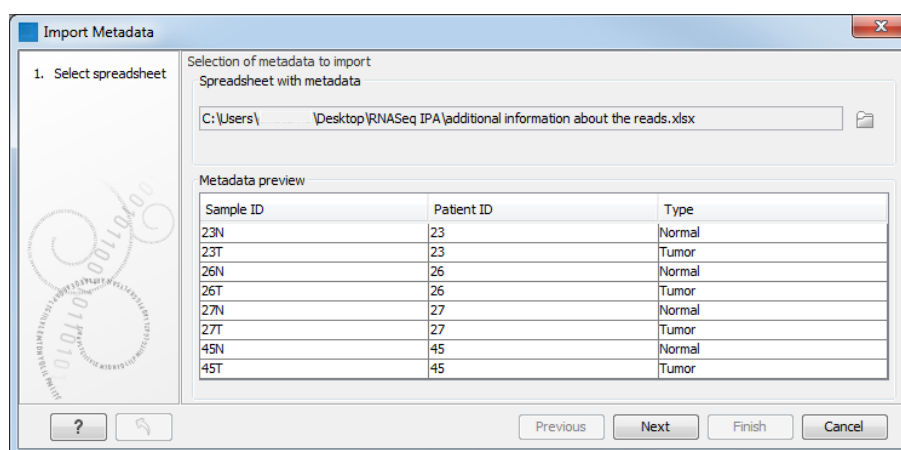 Import Metadata
1. Select spreadsheet
Selection of metadata to import
Spreadsheet with metadata
C:\Users\ \Desktop\RNASeq IPA\additional information about the reads.xlsx
Metadata preview
Sample ID Patient ID Type
23N 23 Normal
23T 23 Tumor
26N 26 Normal
26T 26 Tumor
27N 27 Normal
27T 27 Tumor
45N 45 Normal
45T 45 Tumor
? Previous Next Finish Cancel